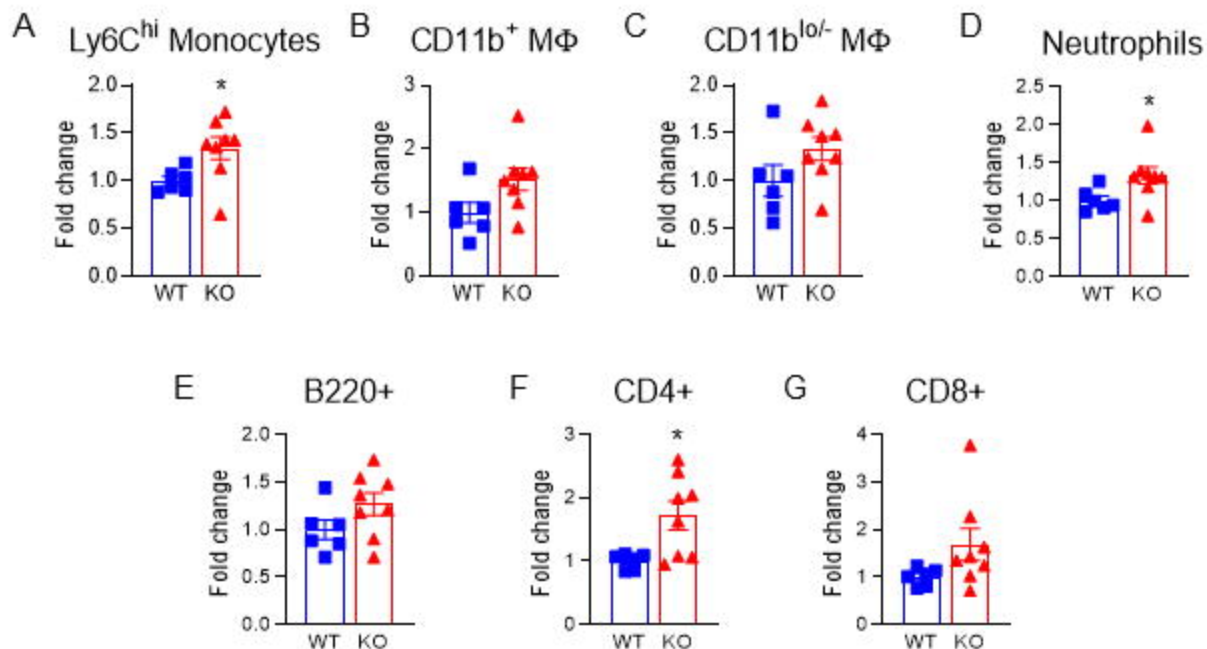 A Ly6Chi Monocytes
B CD11b+ MΦ
C CD11blo/- MΦ
D Neutrophils
Fold change
2.0
1.5
1.0
0.5
0.0
*
WT KO
Fold change
3
2
1
0
WT KO
Fold change
2.0
1.5
1.0
0.5
0.0
WT KO
Fold change
2.5
2.0
1.5
1.0
0.5
0.0
*
WT KO
E B220+
F CD4+
G CD8+
Fold change
2.0
1.5
1.0
0.5
0.0
WT KO
Fold change
3
2
1
0
*
WT KO
Fold change
4
3
2
1
0
WT KO